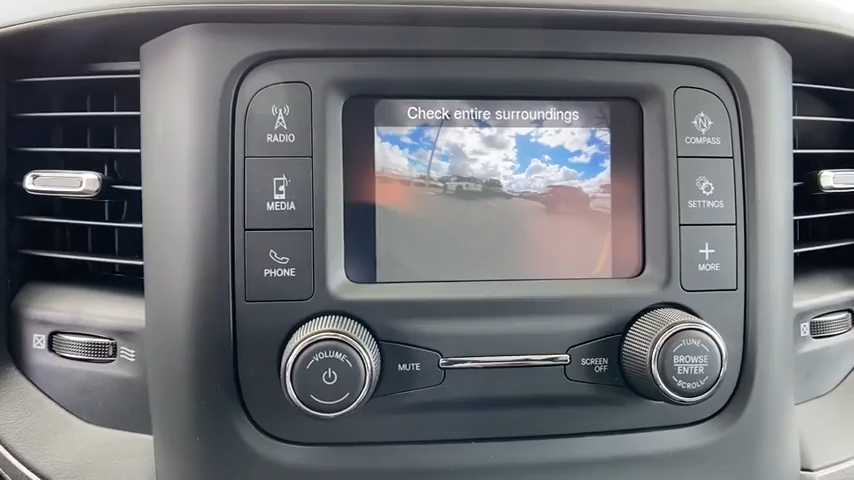 Check entire surroundings
RADIO
MEDIA
PHONE
N
COMPASS
SETTINGS
MORE
VOLUME
MUTE
SCREEN
OFF
TUNE
BROWSE
ENTER
SCROLL